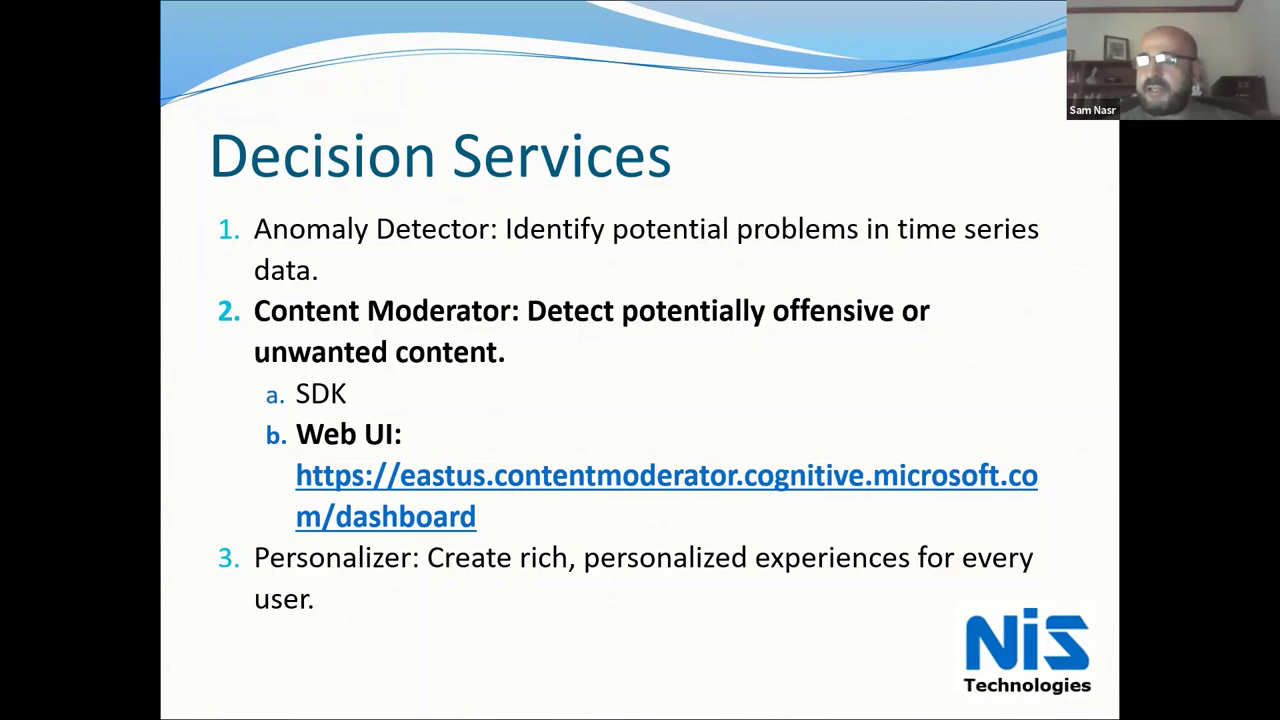 Sam Nasr
Decision Services
1. Anomaly Detector: Identify potential problems in time series
data.
2. Content Moderator: Detect potentially offensive or
unwanted content.
a. SDK
b. Web UI:
https://eastus.contentmoderator.cognitive.microsoft.co
m/dashboard
3. Personalizer: Create rich, personalized experiences for every
user.
NiS
Technologies